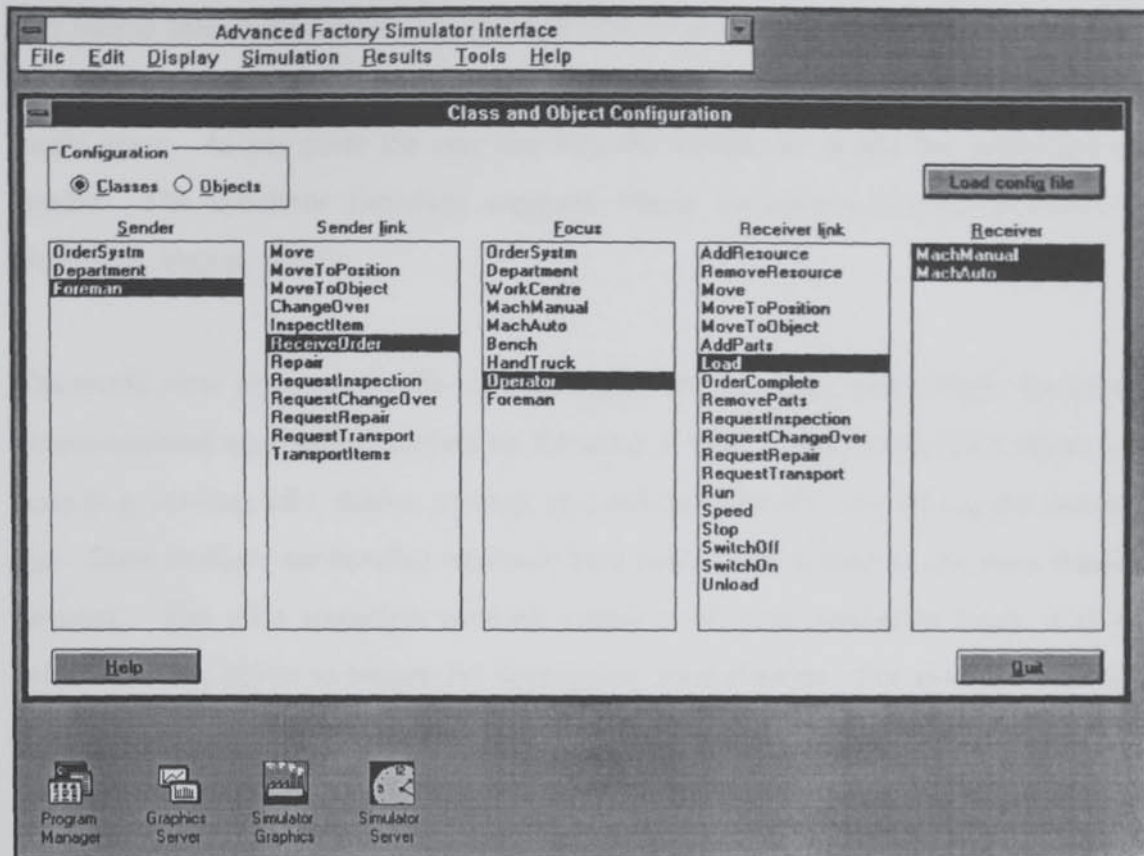 Advanced Factory Simulator Interface
File Edit Display Simulation Results Tools Help
Class and Object Configuration
Configuration
Classes Objects
Load config file
Sender
OrderSystm
Department
Foreman
Sender link
Move
MoveToPosition
MoveToObject
ChangeOver
InspectItem
ReceiveOrder
Repair
RequestInspection
RequestChangeOver
RequestRepair
RequestTransport
TransportItems
Focus
OrderSystm
Department
WorkCentre
MachManual
MachAuto
Bench
HandTruck
Operator
Foreman
Receiver link
AddResource
RemoveResource
Move
MoveToPosition
MoveToObject
AddParts
Load
OrderComplete
RemoveParts
RequestInspection
RequestChangeOver
RequestRepair
RequestTransport
Run
Speed
Stop
SwitchOff
SwitchOn
Unload
Receiver
MachManual
MachAuto
Help
Quit
Program
Manager
Graphics
Server
Simulator
Graphics
Simulator
Server